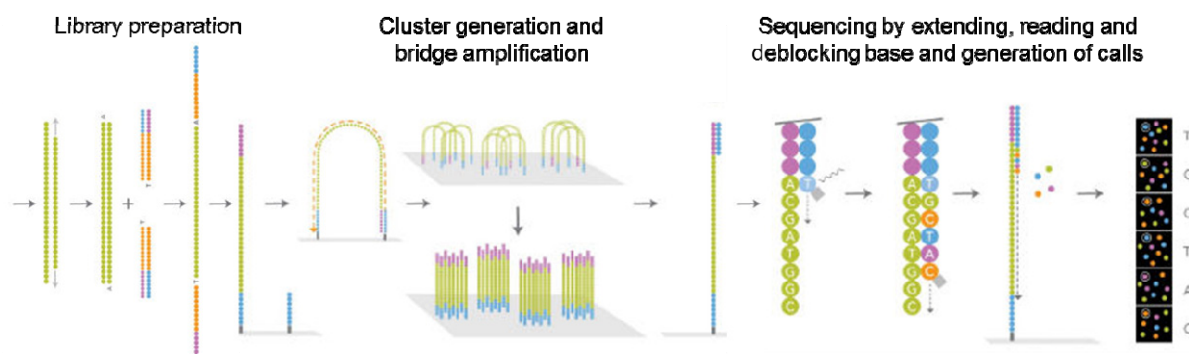 Library preparation
Cluster generation and
bridge amplification
Sequencing by extending, reading and
deblocking base and generation of calls
+
T
A C G A T G G C
A C G A T G G C
T G C T A C
T
T
A